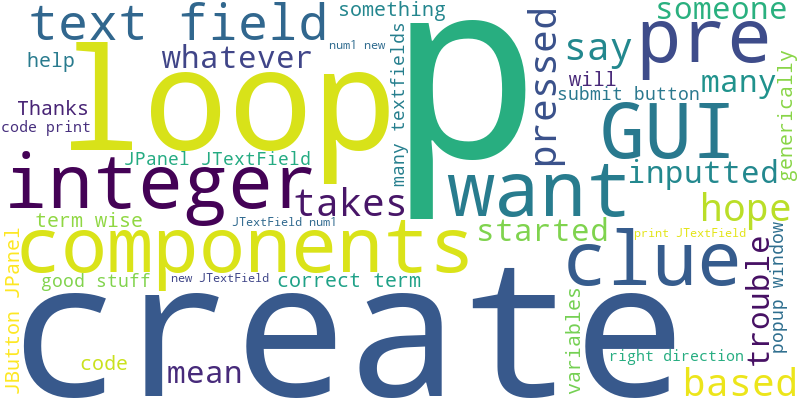 something
someone
text field
p
pre
num1 new
loop
many textfields
pressed
say
help
whatever
will
many
generically
submit button
Thanks
GUI
code print
JPanel JTextField
integer
want
inputted
takes
hope
term wise
JTextField num1
started
components
print JTextField
clue
trouble
popup window
JButton JPanel
good stuff
new JTextField
correct term
create
variables
right direction
code
mean
based